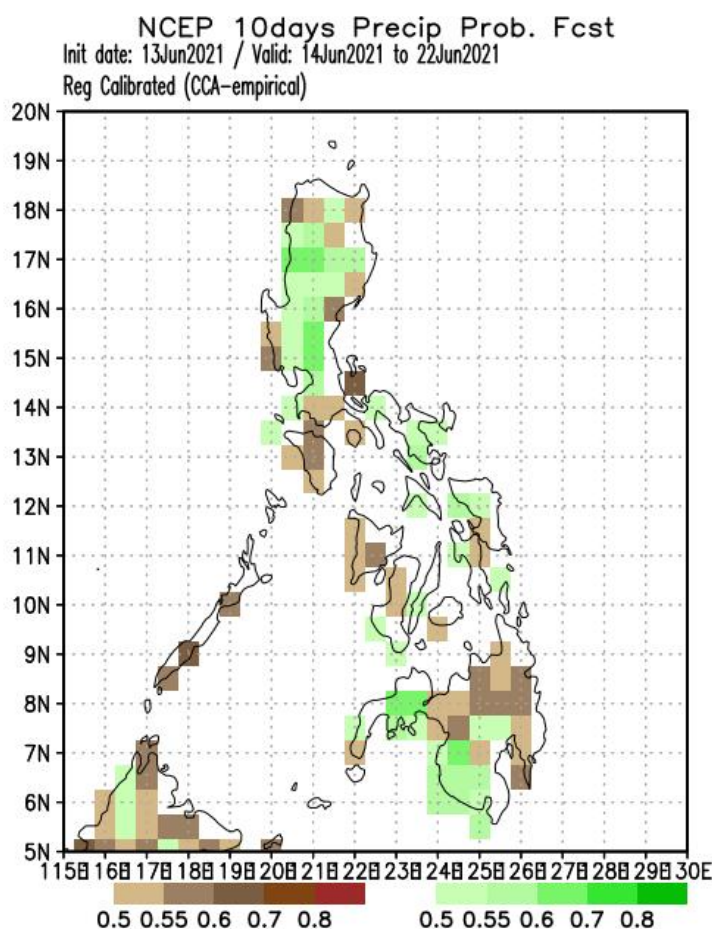 NCEP 10days Precip Prob. Fcst
Init date: 13Jun2021 / Valid: 14Jun2021 to 22Jun2021
Reg Calibrated (CCA-empirical)
20N
19N
18N
17N
16N
15N
14N
13N
12N
11N
10N
9N
8N
7N
6N
5N
115E 116E 117E 118E 119E 120E 121E 122E 123E 124E 125E 126E 127E 128E 129E 130E
0.5 0.55 0.6 0.7 0.8 0.5 0.55 0.6 0.7 0.8